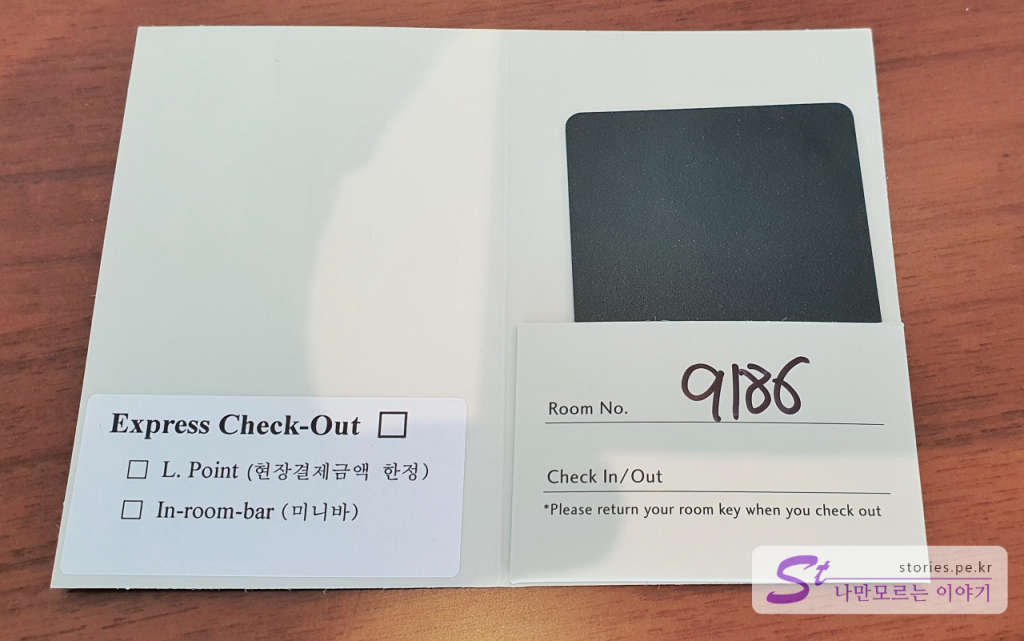 Express Check-Out ☐
☐ L. Point (현장결제금액 한정)
☐ In-room-bar (미니바)
Room No. 9186
Check In/Out
*Please return your room key when you check out
St stories.pe.kr
나만모르는 이야기